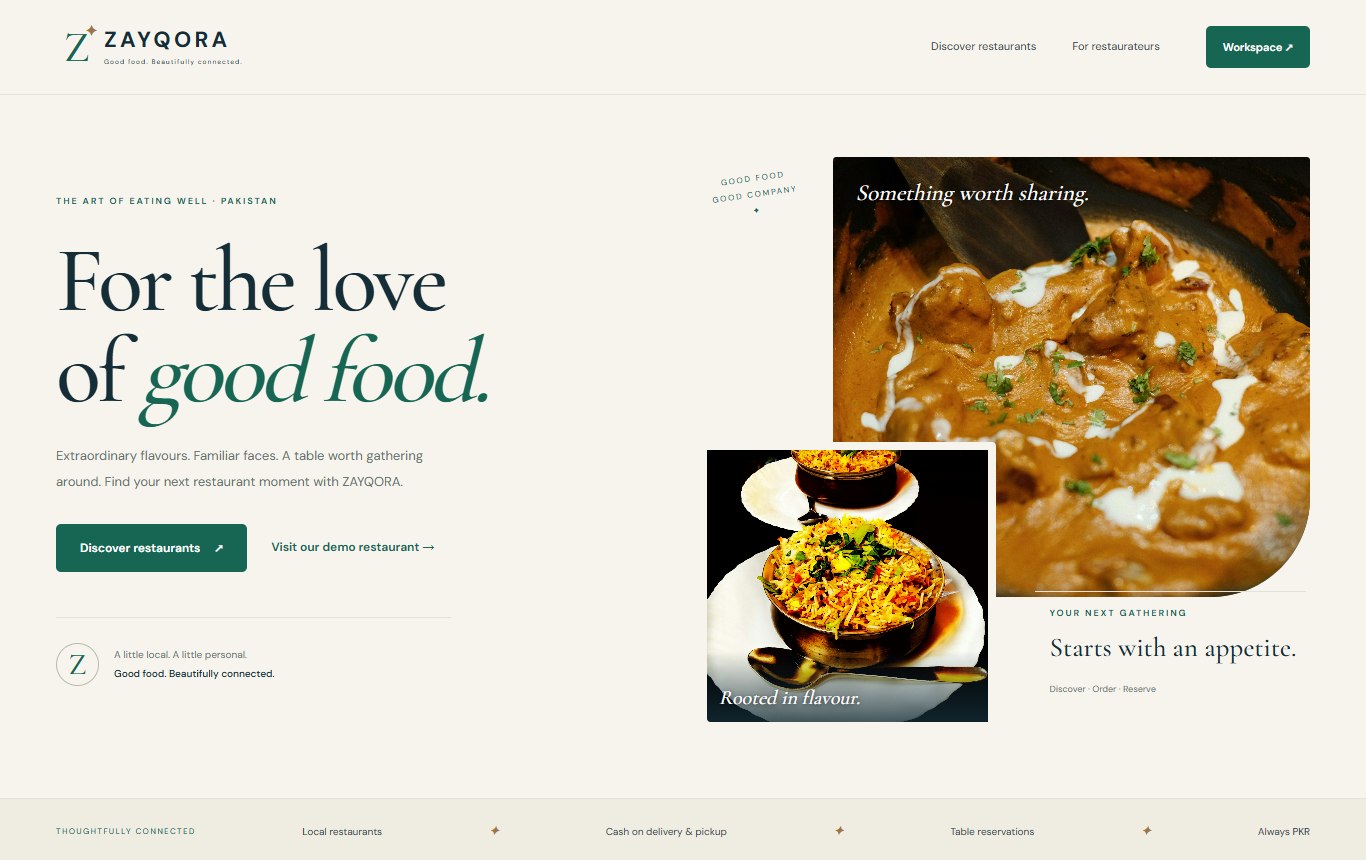 Z ZAYQORA
Good food. Beautifully connected.
Discover restaurants
For restaurateurs
Workspace ↗
THE ART OF EATING WELL · PAKISTAN
For the love
of good food.
Extraordinary flavours. Familiar faces. A table worth gathering
around. Find your next restaurant moment with ZAYQORA.
Discover restaurants ↗
Visit our demo restaurant →
Z
A little local. A little personal.
Good food. Beautifully connected.
GOOD FOOD
GOOD COMPANY
✦
Something worth sharing.
Rooted in flavour.
YOUR NEXT GATHERING
Starts with an appetite.
Discover · Order · Reserve
THOUGHTFULLY CONNECTED
Local restaurants
✦
Cash on delivery & pickup
✦
Table reservations
✦
Always PKR